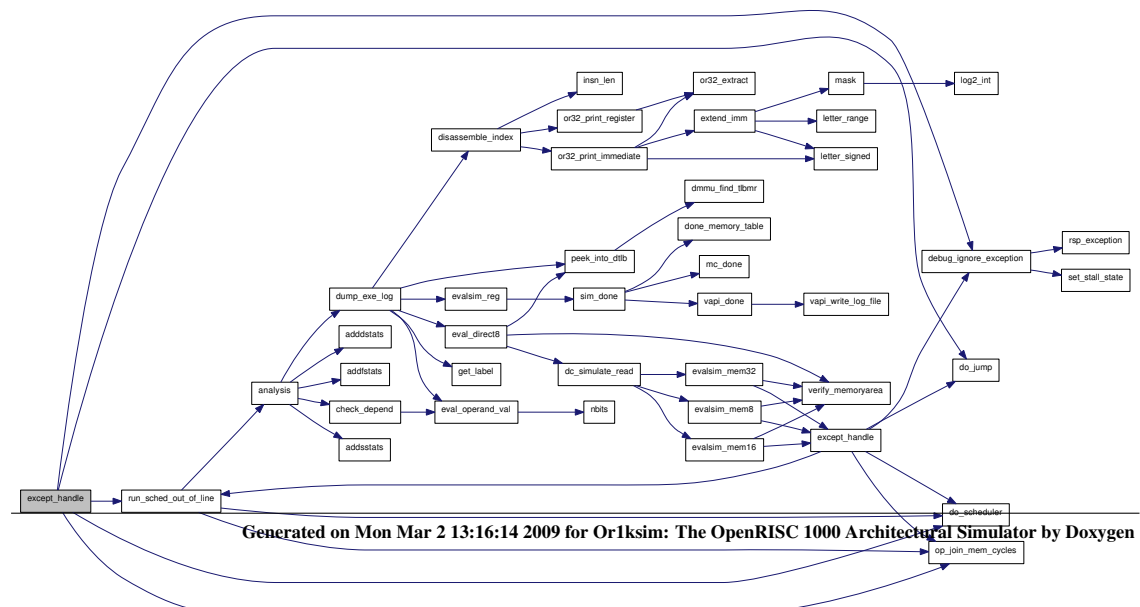 insn_len
or32_extract
mask
log2_int
or32_print_register
extend_imm
letter_range
disassemble_index
or32_print_immediate
letter_signed
dmmu_find_tlbmr
done_memory_table
rsp_exception
peek_into_dtlb
debug_ignore_exception
mc_done
set_stall_state
dump_exe_log
evalsim_reg
sim_done
vapi_done
vapi_write_log_file
adddstats
eval_direct8
get_label
dc_simulate_read
evalsim_mem32
do_jump
addfstats
analysis
verify_memoryarea
check_depend
eval_operand_val
nbits
evalsim_mem8
except_handle
addsstats
evalsim_mem16
except_handle
run_sched_out_of_line
do_scheduler
Generated on Mon Mar 2 13:16:14 2009 for Or1ksim: The OpenRISC 1000 Architectural Simulator by Doxygen
op_join_mem_cycles